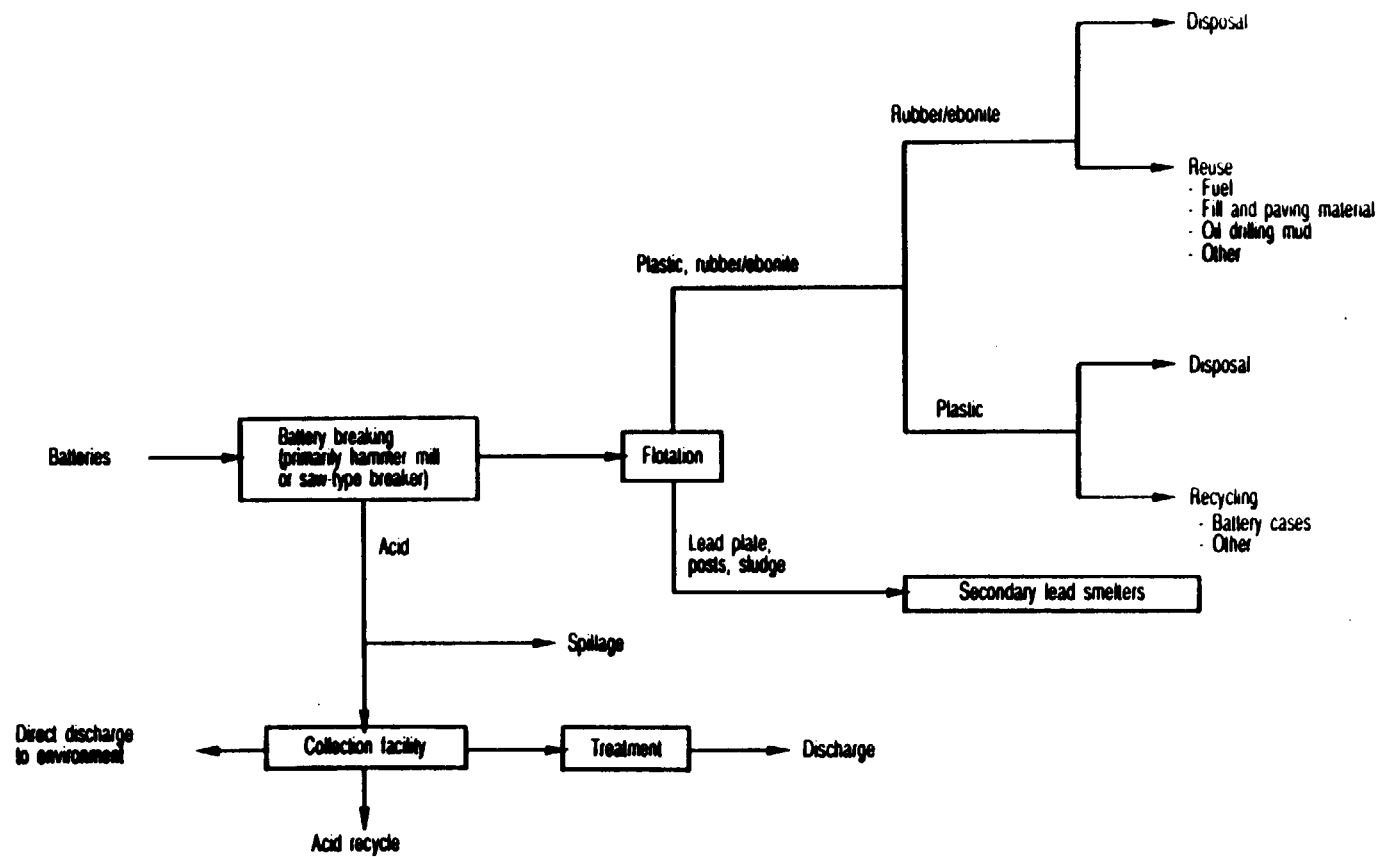 Disposal
Rubber/ebonite
Reuse
- Fuel
- Fill and paving material
- Oil drilling mud
- Other
Plastic, rubber/ebonite
Disposal
Plastic
Batteries
Battery breaking
(primarily hammer mill
or saw-type breaker)
Flotation
Recycling
- Battery cases
- Other
Acid
Lead plate,
posts, sludge
Secondary lead smelters
Spillage
Direct discharge
to environment
Collection facility
Treatment
Discharge
Acid recycle